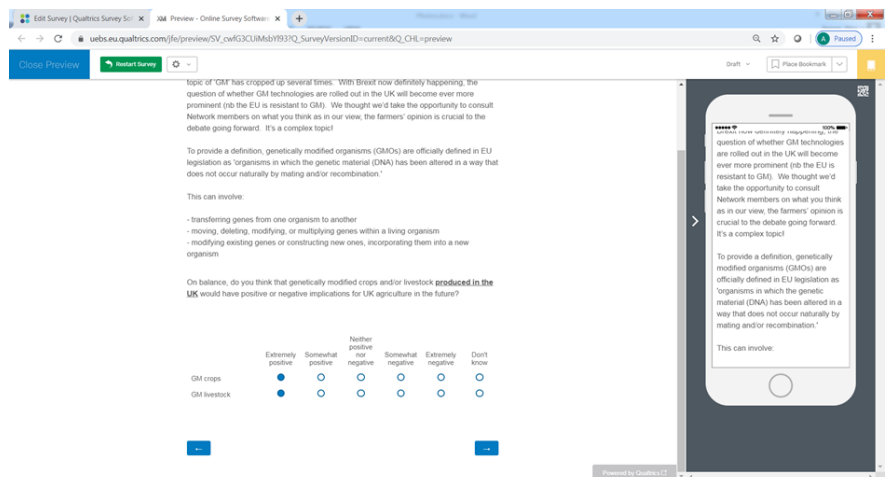 Edit Survey | Qualtrics Survey Sof
Preview - Online Survey Software
uebs.eu.qualtrics.com/jfe/preview/SV_cwfG3CUiMsbYl93?Q_SurveyVersionID=current&Q_CHL=preview
A Paused
Close Preview
Restart Survey
Draft
Place Bookmark
topic of 'GM' has cropped up several times. With Brexit now definitely happening, the
question of whether GM technologies are rolled out in the UK will become ever more
prominent (nb the EU is resistant to GM). We thought we'd take the opportunity to consult
Network members on what you think as in our view, the farmers' opinion is crucial to the
debate going forward. It's a complex topic!
To provide a definition, genetically modified organisms (GMOs) are officially defined in EU
legislation as 'organisms in which the genetic material (DNA) has been altered in a way that
does not occur naturally by mating and/or recombination.'
This can involve:
- transferring genes from one organism to another
- moving, deleting, modifying, or multiplying genes within a living organism
- modifying existing genes or constructing new ones, incorporating them into a new
organism
On balance, do you think that genetically modified crops and/or livestock produced in the
UK would have positive or negative implications for UK agriculture in the future?
Extremely positive
Somewhat positive
Neither positive nor negative
Somewhat negative
Extremely negative
Don't know
GM crops
GM livestock
Powered by Qualtrics
100%
Brexit now definitely happening, the
question of whether GM technologies
are rolled out in the UK will become
ever more prominent (nb the EU is
resistant to GM). We thought we'd
take the opportunity to consult
Network members on what you think
as in our view, the farmers' opinion is
crucial to the debate going forward.
It's a complex topic!
To provide a definition, genetically
modified organisms (GMOs) are
officially defined in EU legislation as
'organisms in which the genetic
material (DNA) has been altered in a
way that does not occur naturally by
mating and/or recombination.'
This can involve: